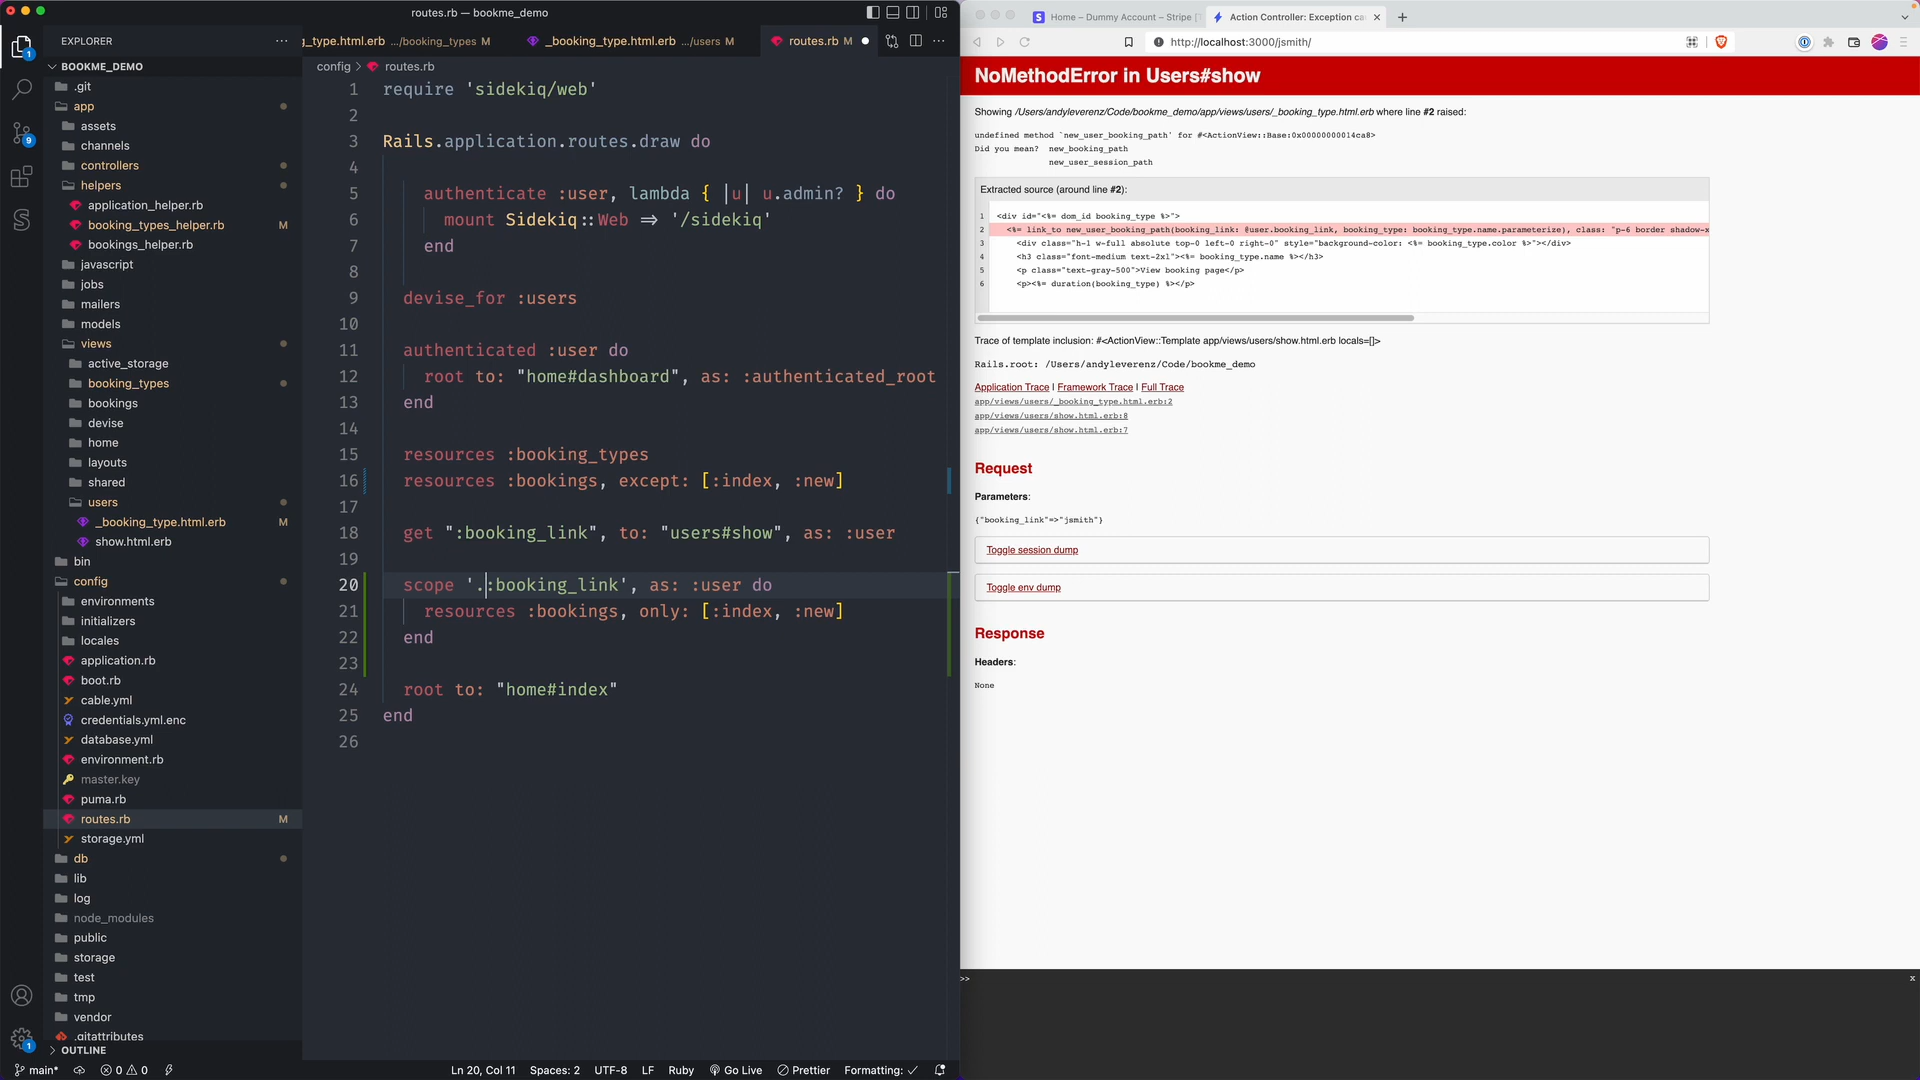 routes.rb — bookme_demo
EXPLORER
BOOKME_DEMO
.git
app
assets
channels
controllers
helpers
application_helper.rb
booking_types_helper.rb M
bookings_helper.rb
javascript
jobs
mailers
models
views
active_storage
booking_types
bookings
devise
home
layouts
shared
users
_booking_type.html.erb M
show.html.erb
bin
config
environments
initializers
locales
application.rb
boot.rb
cable.yml
credentials.yml.enc
database.yml
environment.rb
master.key
puma.rb
routes.rb M
storage.yml
db
lib
log
node_modules
public
storage
test
tmp
vendor
.gitattributes
OUTLINE
1
9
1
g_type.html.erb .../booking_types M
_booking_type.html.erb .../users M
routes.rb M
config > routes.rb
1 require 'sidekiq/web'
2
3 Rails.application.routes.draw do
4
5 authenticate :user, lambda { |u| u.admin? } do
6 mount Sidekiq::Web => '/sidekiq'
7 end
8
9 devise_for :users
10
11 authenticated :user do
12 root to: "home#dashboard", as: :authenticated_root
13 end
14
15 resources :booking_types
16 resources :bookings, except: [:index, :new]
17
18 get ":booking_link", to: "users#show", as: :user
19
20 scope '.:booking_link', as: :user do
21 resources :bookings, only: [:index, :new]
22 end
23
24 root to: "home#index"
25 end
26
main* 0 0
Ln 20, Col 11 Spaces: 2 UTF-8 LF Ruby Go Live Prettier Formatting:
Home – Dummy Account – Stripe [
Action Controller: Exception ca
http://localhost:3000/jsmith/
NoMethodError in Users#show
Showing /Users/andyleverenz/Code/bookme_demo/app/views/users/_booking_type.html.erb where line #2 raised:
undefined method `new_user_booking_path' for #<ActionView::Base:0x00000000014ca8>
Did you mean? new_booking_path
new_user_session_path
Extracted source (around line #2):
1 <div id="<%= dom_id booking_type %>">
2 <%= link_to new_user_booking_path(booking_link: @user.booking_link, booking_type: booking_type.name.parameterize), class: "p-6 border shadow-x
3 <div class="h-1 w-full absolute top-0 left-0 right-0" style="background-color: <%= booking_type.color %>"></div>
4 <h3 class="font-medium text-2xl"><%= booking_type.name %></h3>
5 <p class="text-gray-500">View booking page</p>
6 <p><%= duration(booking_type) %></p>
Trace of template inclusion: #<ActionView::Template app/views/users/show.html.erb locals=[]>
Rails.root: /Users/andyleverenz/Code/bookme_demo
Application Trace | Framework Trace | Full Trace
app/views/users/_booking_type.html.erb:2
app/views/users/show.html.erb:8
app/views/users/show.html.erb:7
Request
Parameters:
{"booking_link"=>"jsmith"}
Toggle session dump
Toggle env dump
Response
Headers:
None
>>
x